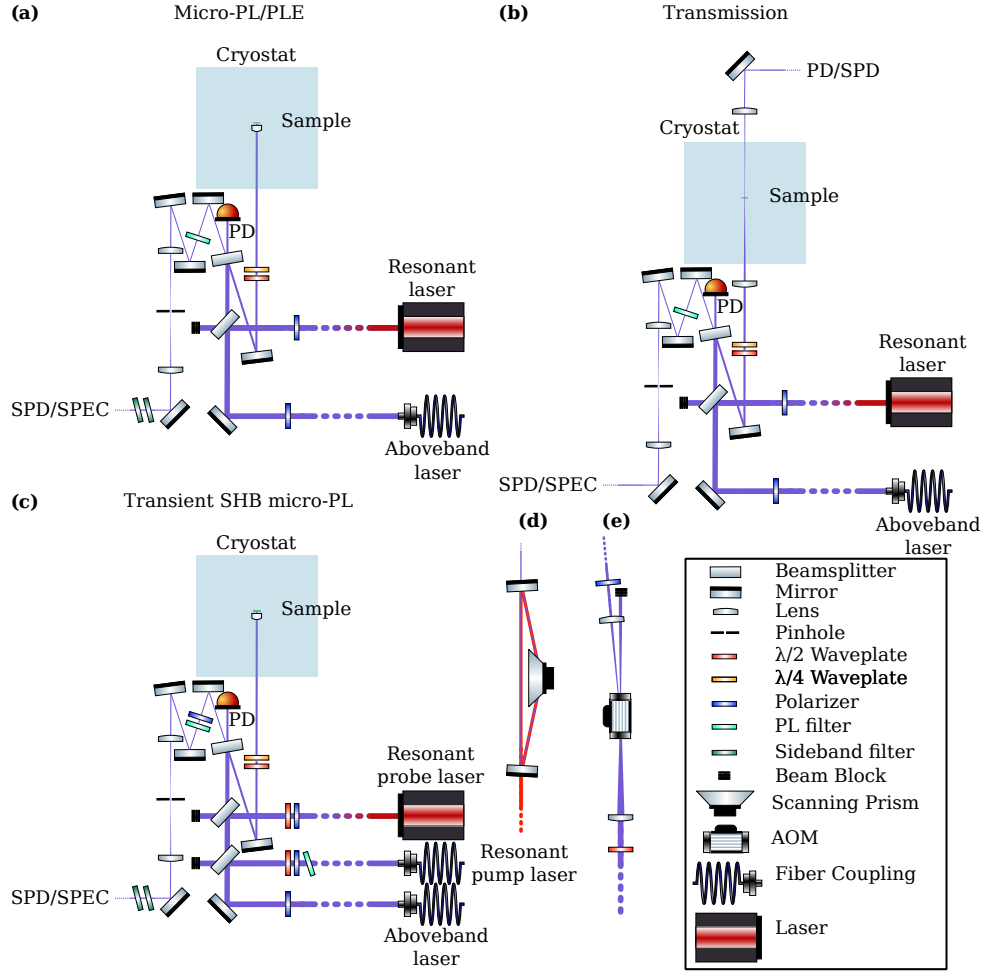 (a)
Micro-PL/PLE
Cryostat
Sample
PD
Resonant
laser
SPD/SPEC
Aboveband
laser
(b)
Transmission
PD/SPD
Cryostat
Sample
PD
Resonant
laser
SPD/SPEC
Aboveband
laser
(c)
Transient SHB micro-PL
Cryostat
Sample
PD
Resonant
probe laser
Resonant
pump laser
SPD/SPEC
Aboveband
laser
(d)
(e)
Beamsplitter
Mirror
Lens
Pinhole
λ/2 Waveplate
λ/4 Waveplate
Polarizer
PL filter
Sideband filter
Beam Block
Scanning Prism
AOM
Fiber Coupling
Laser